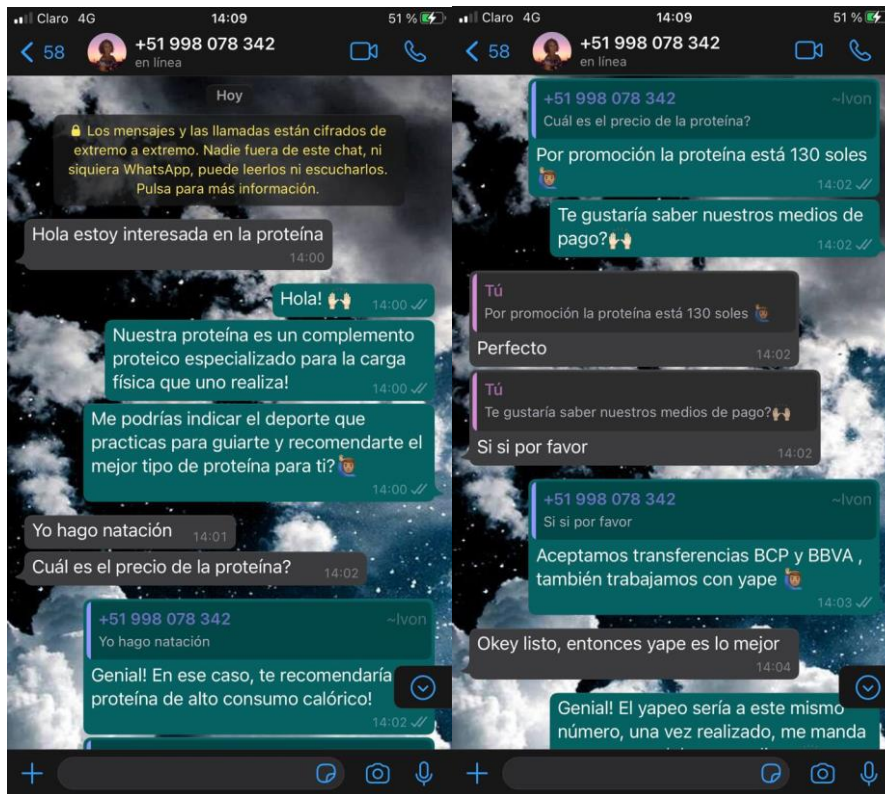 Claro 4G 14:09 51 %
58 +51 998 078 342
en línea
Hoy
Los mensajes y las llamadas están cifrados de
extremo a extremo. Nadie fuera de este chat, ni
siquiera WhatsApp, puede leerlos ni escucharlos.
Pulsa para más información.
Hola estoy interesada en la proteína
14:00
Hola! 🙌🏻 14:00
Nuestra proteína es un complemento
proteico especializado para la carga
física que uno realiza!
14:00
Me podrías indicar el deporte que
practicas para guiarte y recomendarte el
mejor tipo de proteína para ti? 🙋🏽‍♂️
14:00
Yo hago natación 14:01
Cuál es el precio de la proteína? 14:02
+51 998 078 342 ~Ivon
Yo hago natación
Genial! En ese caso, te recomendaría
proteína de alto consumo calórico!
14:02
Claro 4G 14:09 51 %
58 +51 998 078 342
en línea
+51 998 078 342 ~Ivon
Cuál es el precio de la proteína?
Por promoción la proteína está 130 soles
🙋🏽‍♂️ 14:02
Te gustaría saber nuestros medios de
pago?🙌🏻 14:02
Tú
Por promoción la proteína está 130 soles 🙋🏽‍♂️
Perfecto 14:02
Tú
Te gustaría saber nuestros medios de pago?🙌🏻
Si si por favor 14:02
+51 998 078 342 ~Ivon
Si si por favor
Aceptamos transferencias BCP y BBVA ,
también trabajamos con yape 🙋🏽‍♂️
14:03
Okey listo, entonces yape es lo mejor
14:04
Genial! El yapeo sería a este mismo
número, una vez realizado, me manda